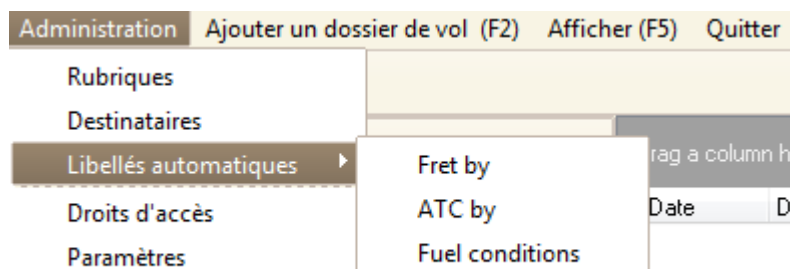 Administration Ajouter un dossier de vol (F2) Afficher (F5) Quitter
Rubriques
Destinataires
Libellés automatiques
Droits d'accès
Paramètres
Fret by
ATC by
Fuel conditions
a column
Date